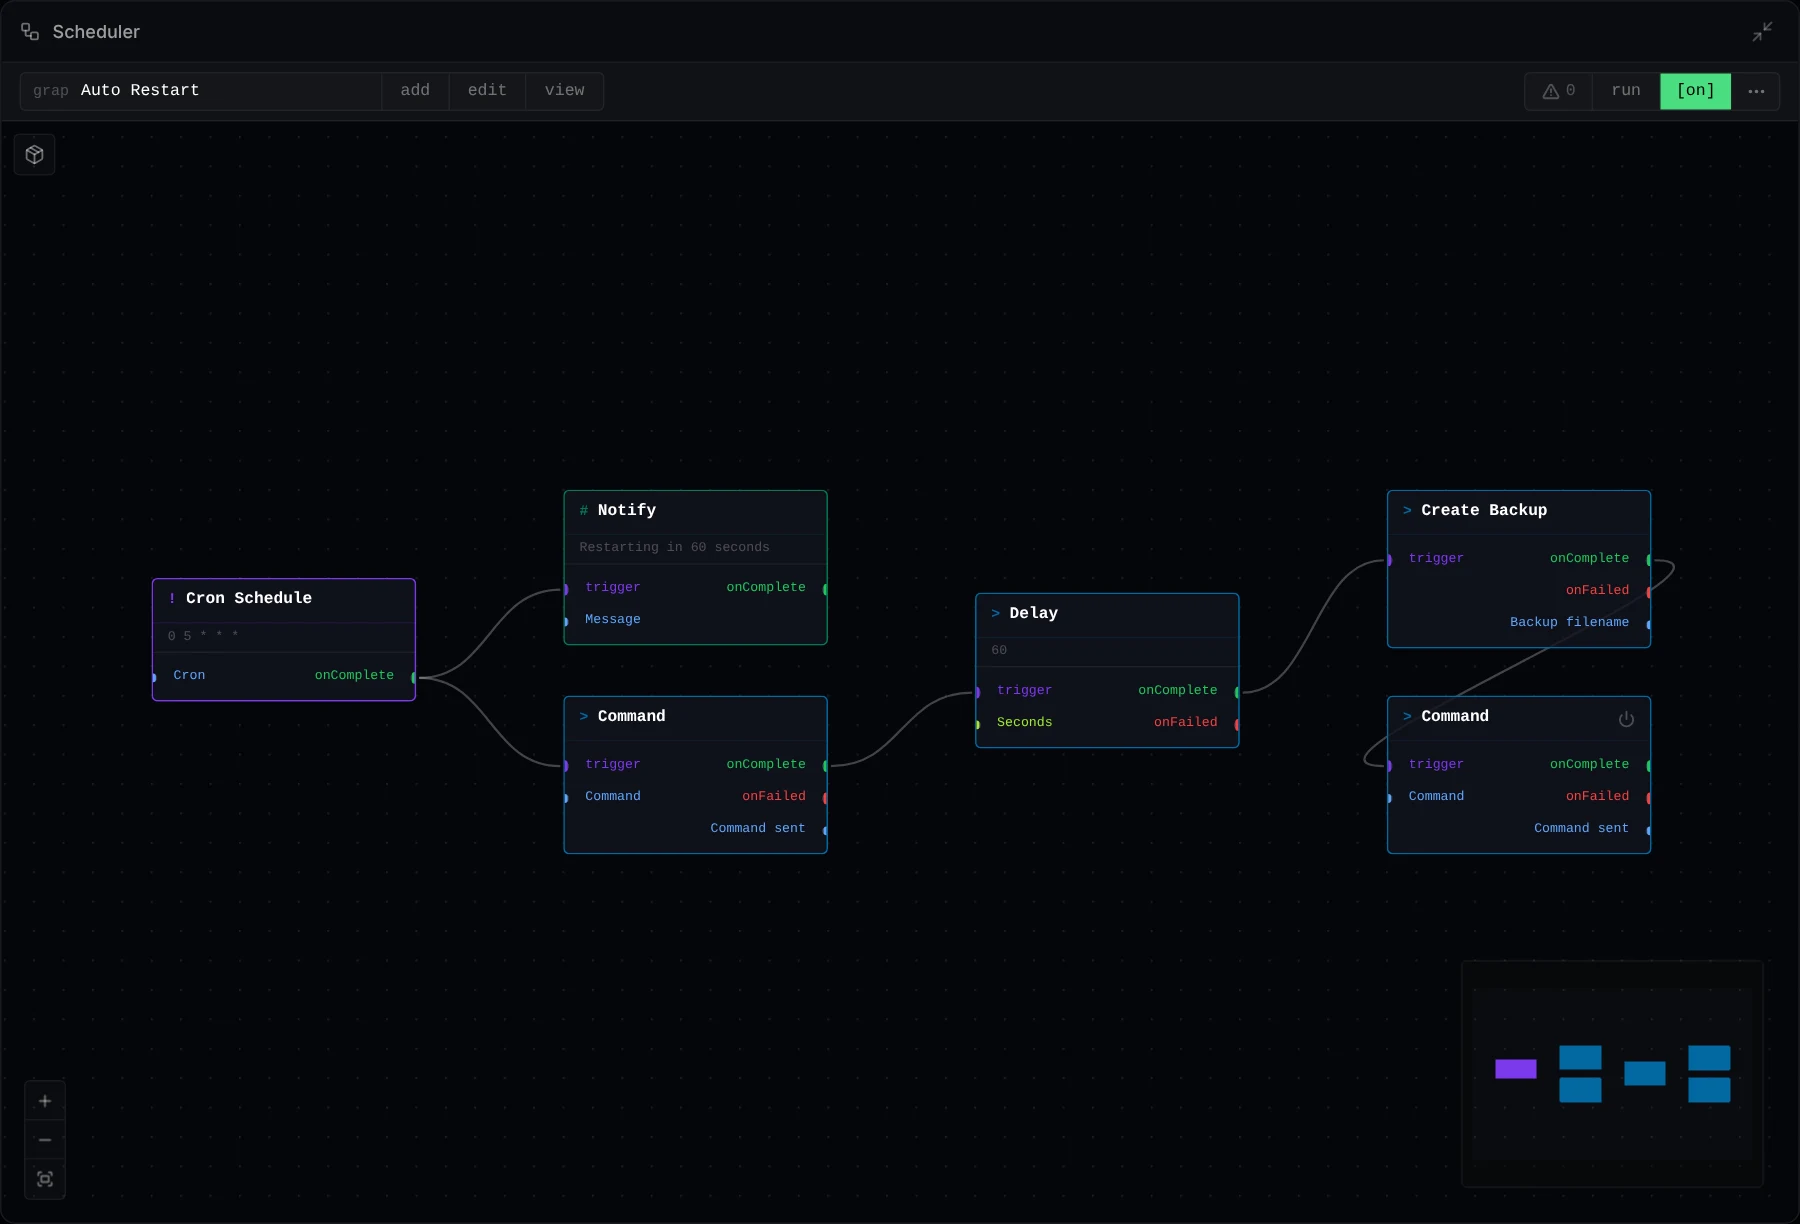 Scheduler
grap Auto Restart add edit view 0 run [on] ...
! Cron Schedule
0 5 * * *
Cron onComplete
# Notify
Restarting in 60 seconds
trigger onComplete
Message
> Command
trigger onComplete
Command onFailed
Command sent
> Delay
60
trigger onComplete
Seconds onFailed
> Create Backup
trigger onComplete
onFailed
Backup filename
> Command
trigger onComplete
Command onFailed
Command sent